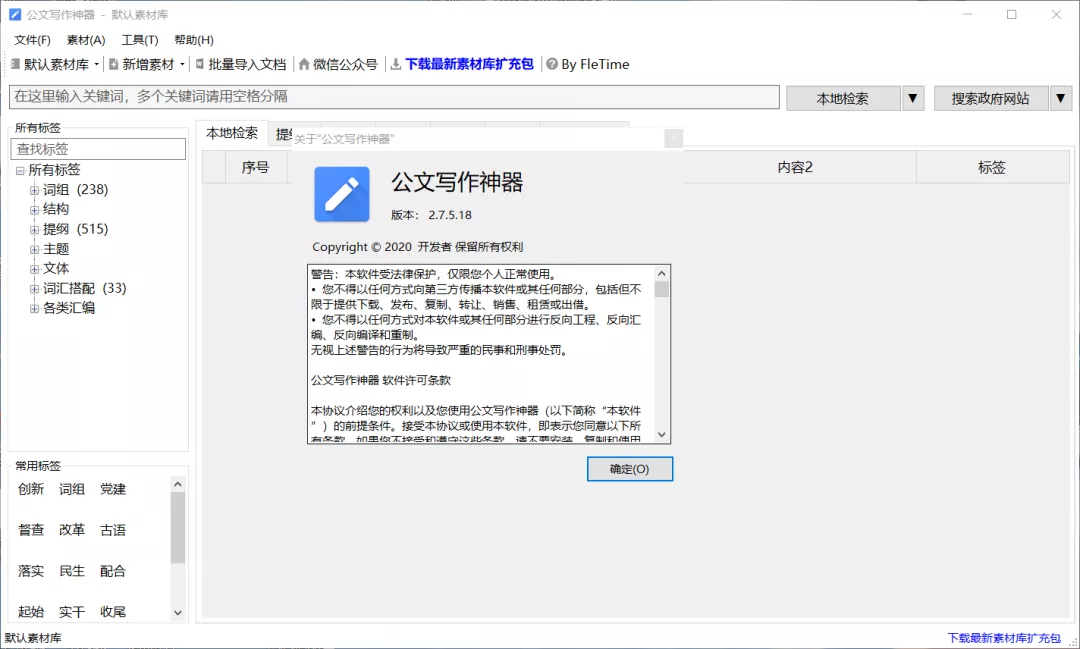 公文写作神器 - 默认素材库
文件(F) 素材(A) 工具(T) 帮助(H)
默认素材库 新增素材 批量导入文档 微信公众号 下载最新素材库扩充包 By FleTime
在这里输入关键词，多个关键词请用空格分隔
本地检索 搜索政府网站
所有标签
查找标签
所有标签
词组 (238)
结构
提纲 (515)
主题
文体
词汇搭配 (33)
各类汇编
常用标签
创新 词组 党建
督查 改革 古语
落实 民生 配合
起始 实干 收尾
本地检索
序号 内容2 标签
关于“公文写作神器”
公文写作神器
版本： 2.7.5.18
Copyright © 2020 开发者 保留所有权利
警告：本软件受法律保护，仅限您个人正常使用。
• 您不得以任何方式向第三方传播本软件或其任何部分，包括但不
限于提供下载、发布、复制、转让、销售、租赁或出借。
• 您不得以任何方式对本软件或其任何部分进行反向工程、反向汇
编、反向编译和重制。
无视上述警告的行为将导致严重的民事和刑事处罚。
公文写作神器 软件许可条款
本协议介绍您的权利以及您使用公文写作神器（以下简称“本软件
”）的前提条件。接受本协议或使用本软件，即表示您同意以下所
有条款，如果您不接受和遵守这些条款，请不要安装、复制和使用
确定(O)
默认素材库
下载最新素材库扩充包